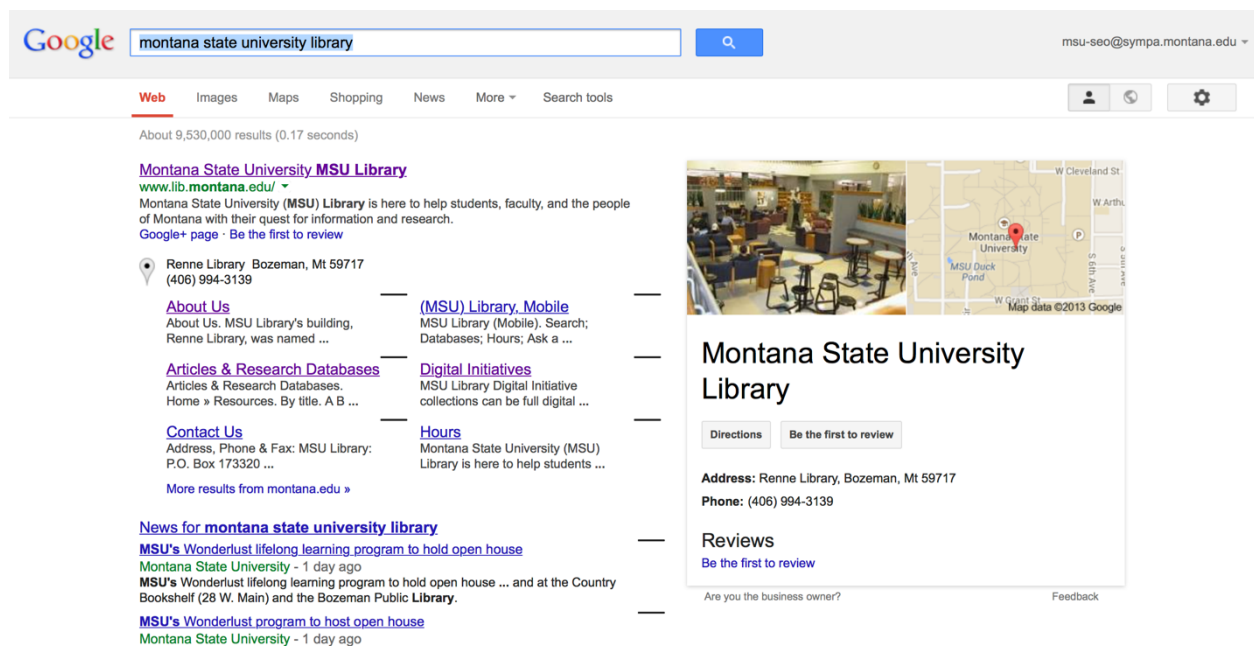 Google
montana state university library
msu-seo@sympa.montana.edu
Web Images Maps Shopping News More Search tools
About 9,530,000 results (0.17 seconds)
Montana State University MSU Library
www.lib.montana.edu/
Montana State University (MSU) Library is here to help students, faculty, and the people
of Montana with their quest for information and research.
Google+ page · Be the first to review
Renne Library Bozeman, Mt 59717
(406) 994-3139
About Us
About Us. MSU Library's building,
Renne Library, was named ...
(MSU) Library, Mobile
MSU Library (Mobile). Search;
Databases; Hours; Ask a ...
Articles & Research Databases
Articles & Research Databases.
Home » Resources. By title. A B ...
Digital Initiatives
MSU Library Digital Initiative
collections can be full digital ...
Contact Us
Address, Phone & Fax: MSU Library:
P.O. Box 173320 ...
Hours
Montana State University (MSU)
Library is here to help students ...
More results from montana.edu »
News for montana state university library
MSU's Wonderlust lifelong learning program to hold open house
Montana State University - 1 day ago
MSU's Wonderlust lifelong learning program to hold open house ... and at the Country
Bookshelf (28 W. Main) and the Bozeman Public Library.
MSU's Wonderlust program to host open house
Montana State University - 1 day ago
W Cleveland St
W Arthu
Montana State
University
P
MSU Duck
Pond
S 6th Ave
W Grant St
Map data ©2013 Google
Montana State University
Library
Directions
Be the first to review
Address: Renne Library, Bozeman, Mt 59717
Phone: (406) 994-3139
Reviews
Be the first to review
Are you the business owner?
Feedback